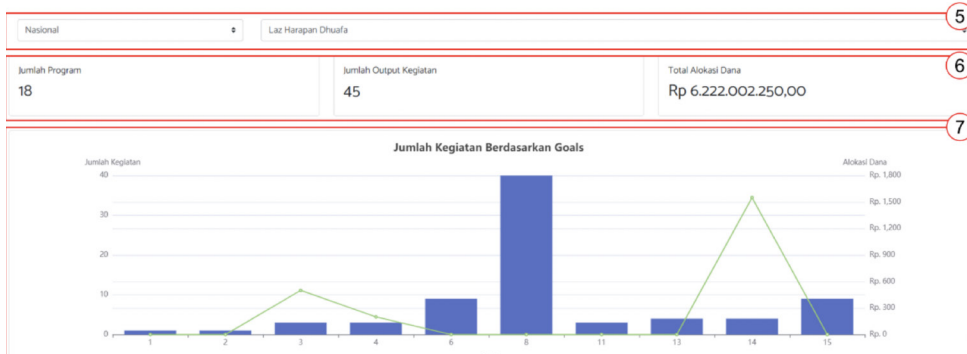 5
Nasional Laz Harapan Dhuafa
6
Jumlah Program Jumlah Output Kegiatan Total Alokasi Dana
18 45 Rp 6.222.002.250,00
7
Jumlah Kegiatan Berdasarkan Goals
Jumlah Kegiatan Alokasi Dana
40 Rp. 1,800
Rp. 1,500
30
Rp. 1,200
20 Rp. 900
Rp. 600
10
Rp. 300
0 Rp. 0
1 2 3 4 6 8 11 13 14 15